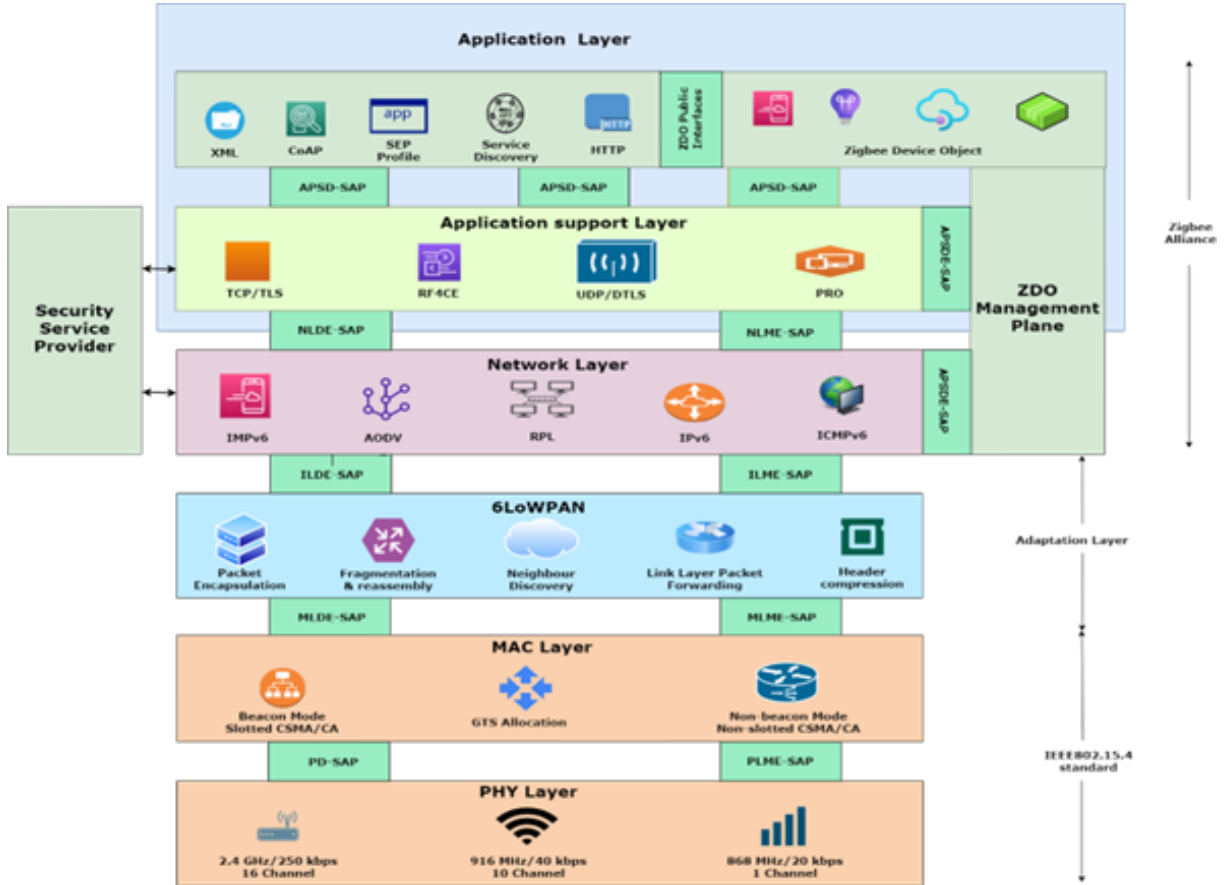 Application Layer
XML
CoAP
app
SEP
Profile
Service
Discovery
HTTP
HTTP
ZDO Public
Interfaces
Zigbee Device Object
APSD-SAP
APSD-SAP
APSD-SAP
Zigbee
Alliance
Security
Service
Provider
Application support Layer
TCP/TLS
RF4CE
UDP/DTLS
PRO
APSDE-SAP
ZDO
Management
Plane
NLDE-SAP
NLME-SAP
Network Layer
IMPv6
AODV
RPL
IPv6
ICMPv6
APSDE-SAP
ILDE-SAP
ILME-SAP
6LoWPAN
Packet
Encapsulation
Fragmentation
& reassembly
Neighbour
Discovery
Link Layer Packet
Forwarding
Header
compression
Adaptation Layer
MLDE-SAP
MLME-SAP
MAC Layer
Beacon Mode
Slotted CSMA/CA
GTS Allocation
Non-beacon Mode
Non-slotted CSMA/CA
PD-SAP
PLME-SAP
IEEE802.15.4
standard
PHY Layer
2.4 GHz/250 kbps
16 Channel
916 MHz/40 kbps
10 Channel
868 MHz/20 kbps
1 Channel